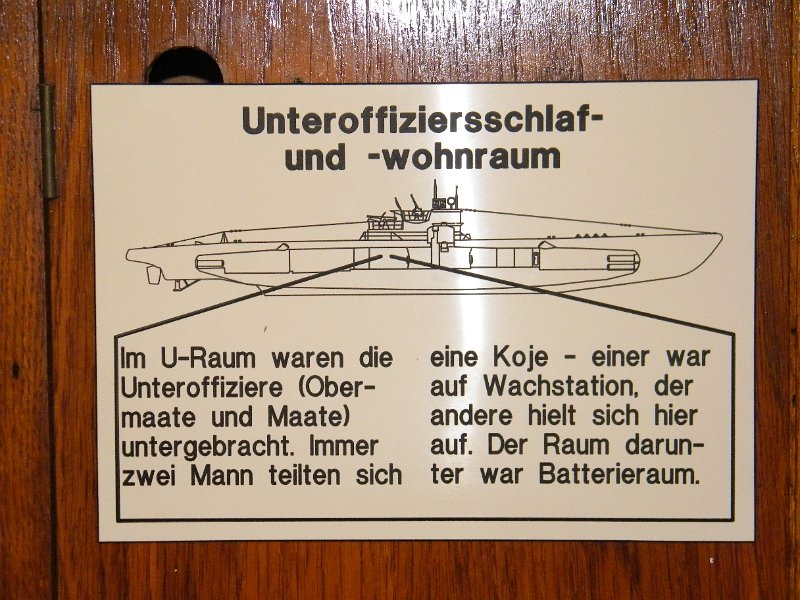 Unteroffiziersschlaf-
und -wohnraum
Im U-Raum waren die
Unteroffiziere (Ober-
maate und Maate)
untergebracht. Immer
zwei Mann teilten sich
eine Koje - einer war
auf Wachstation, der
andere hielt sich hier
auf. Der Raum darun-
ter war Batterieraum.